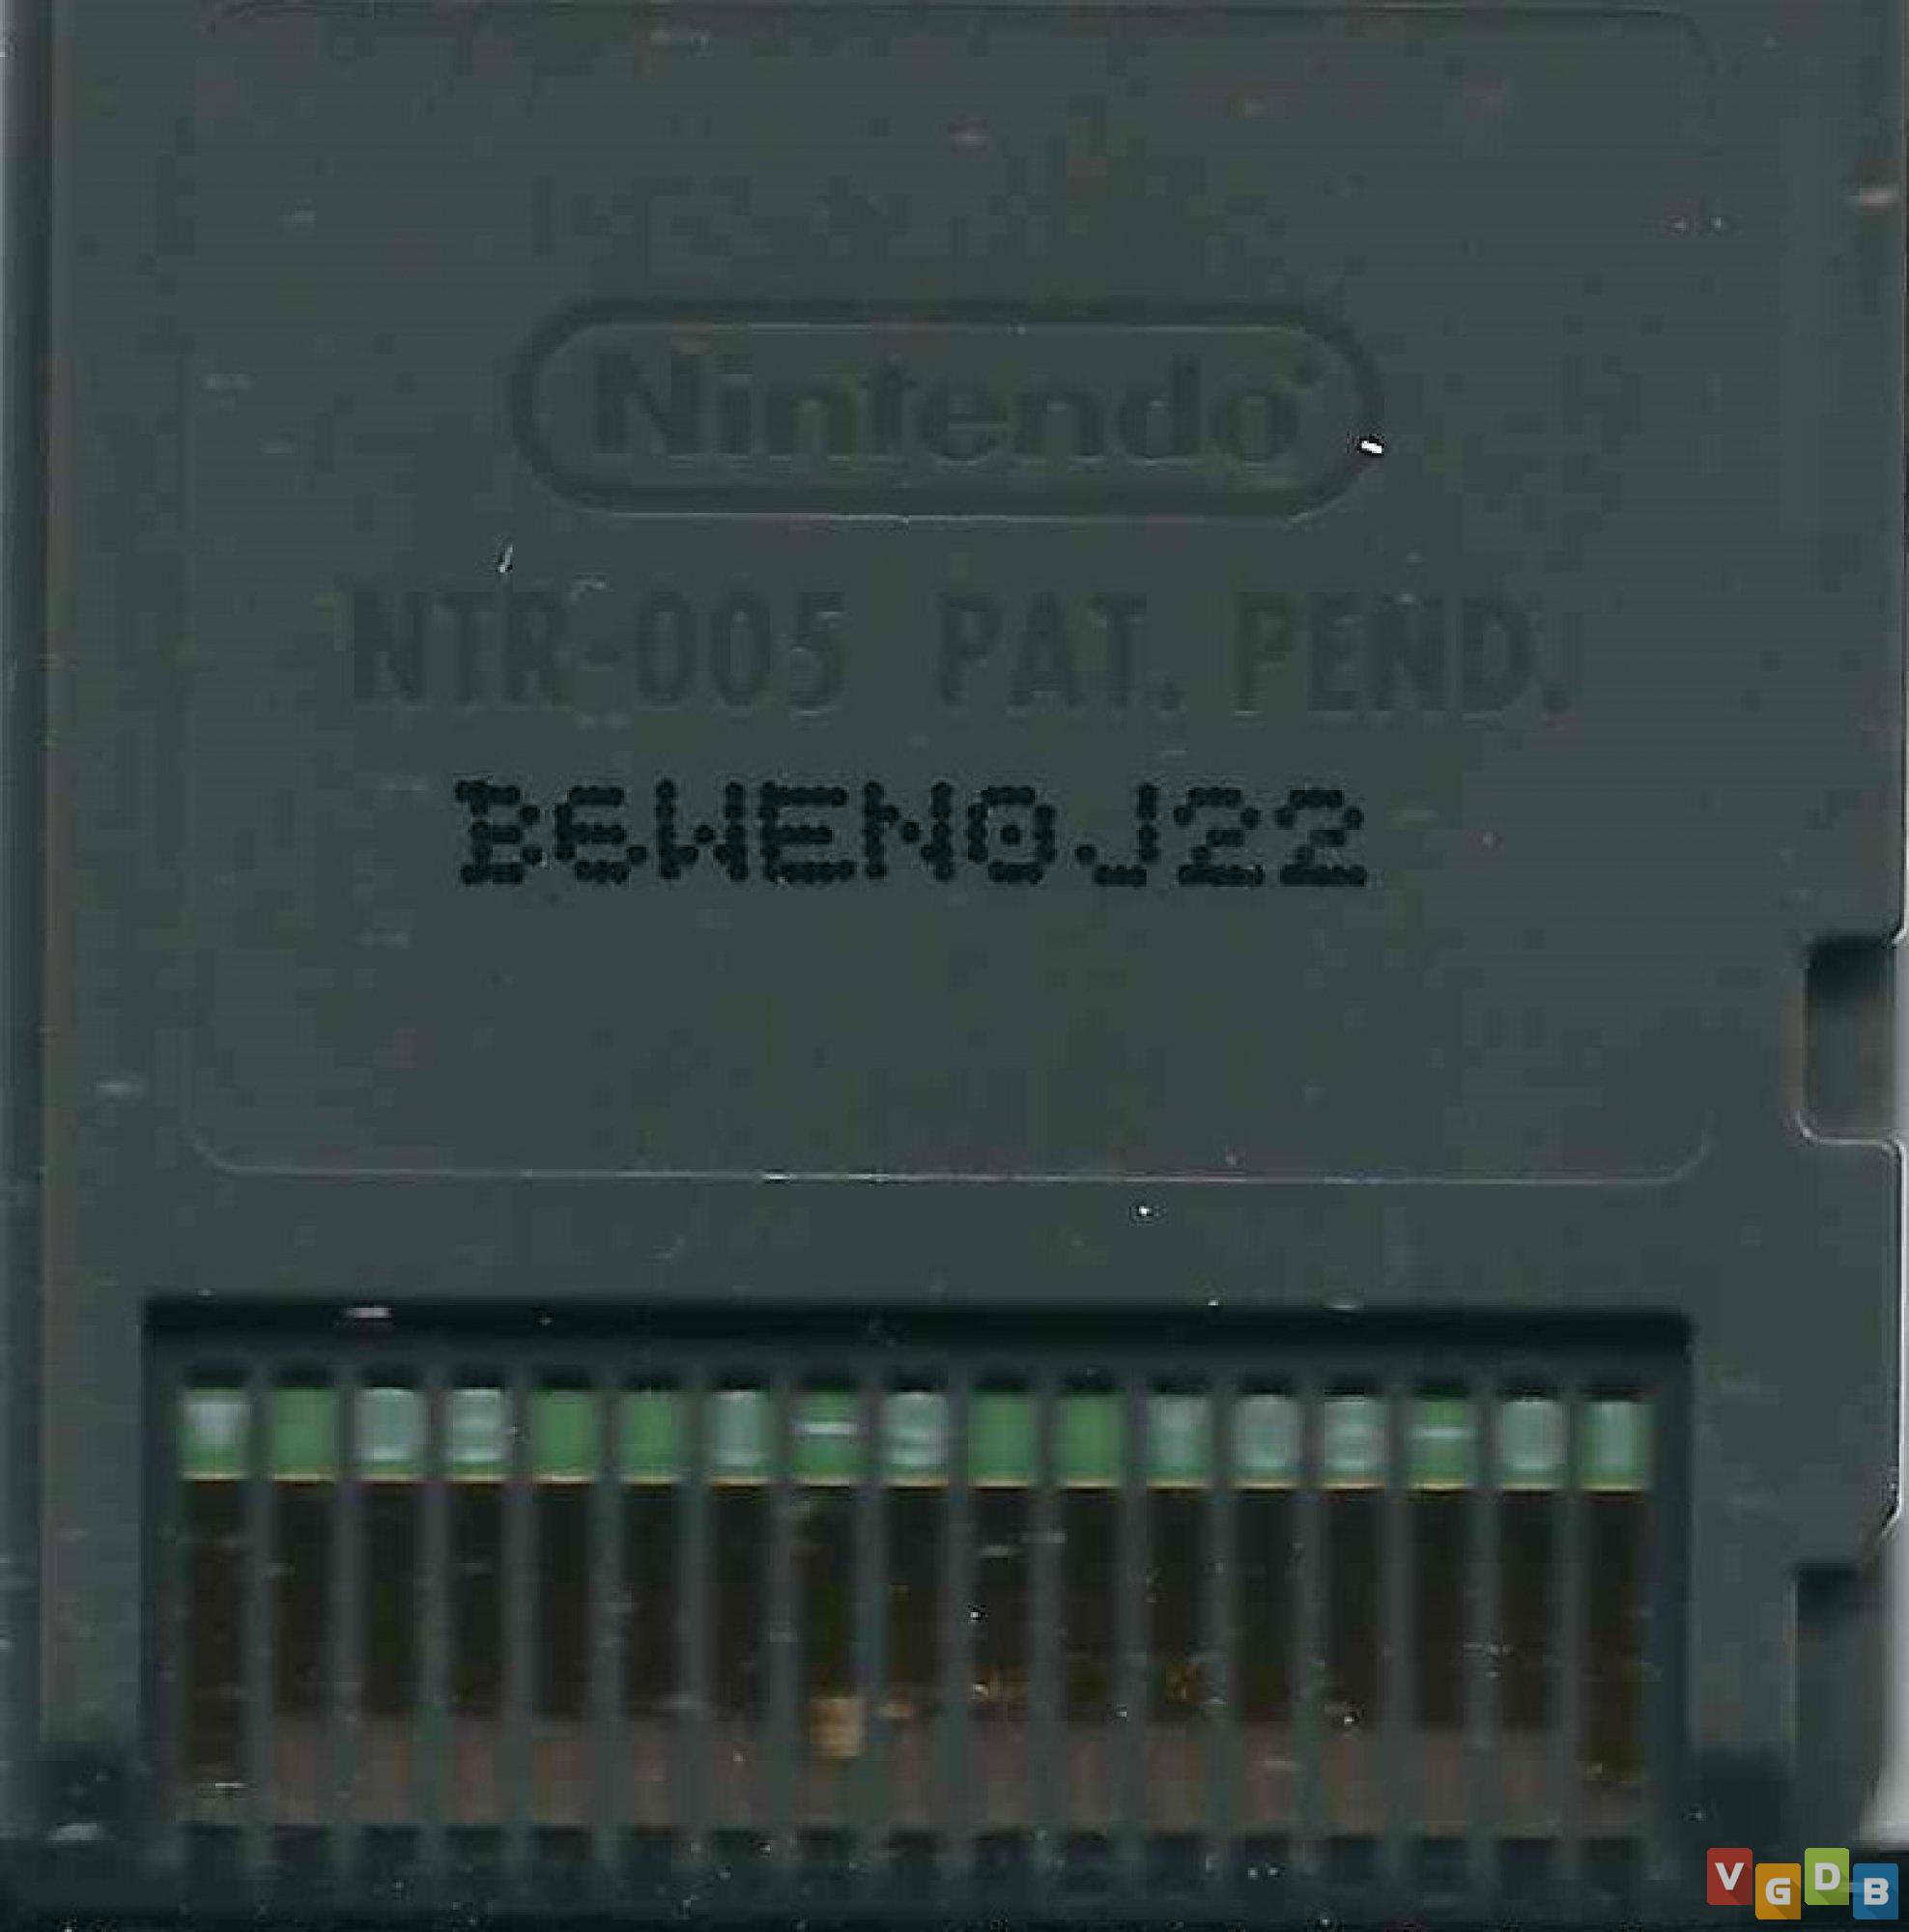 Nintendo®
NTR-005 PAT. PEND.
B6WEN0J22
VGDB